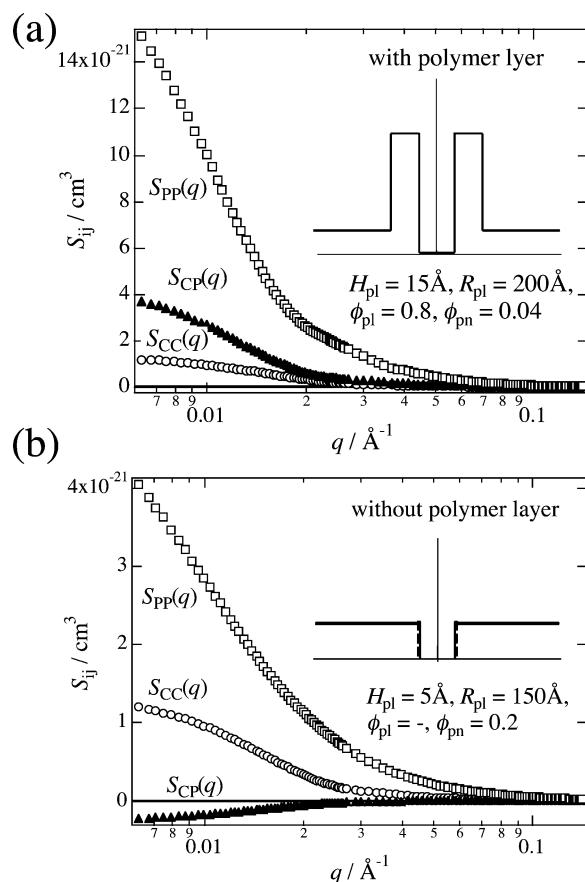 (a)
14x10⁻²¹
12
10
8
6
4
2
0
S_ij / cm³
with polymer lyer
S_PP(q)
S_CP(q)
S_CC(q)
H_pl = 15Å, R_pl = 200Å,
ϕ_pl = 0.8, ϕ_pn = 0.04
7 8 9 0.01 2 3 4 5 6 7 8 9 0.1
q / Å⁻¹
(b)
4x10⁻²¹
3
2
1
0
S_ij / cm³
without polymer layer
S_PP(q)
S_CC(q)
S_CP(q)
H_pl = 5Å, R_pl = 150Å,
ϕ_pl = -, ϕ_pn = 0.2
7 8 9 0.01 2 3 4 5 6 7 8 9 0.1
q / Å⁻¹